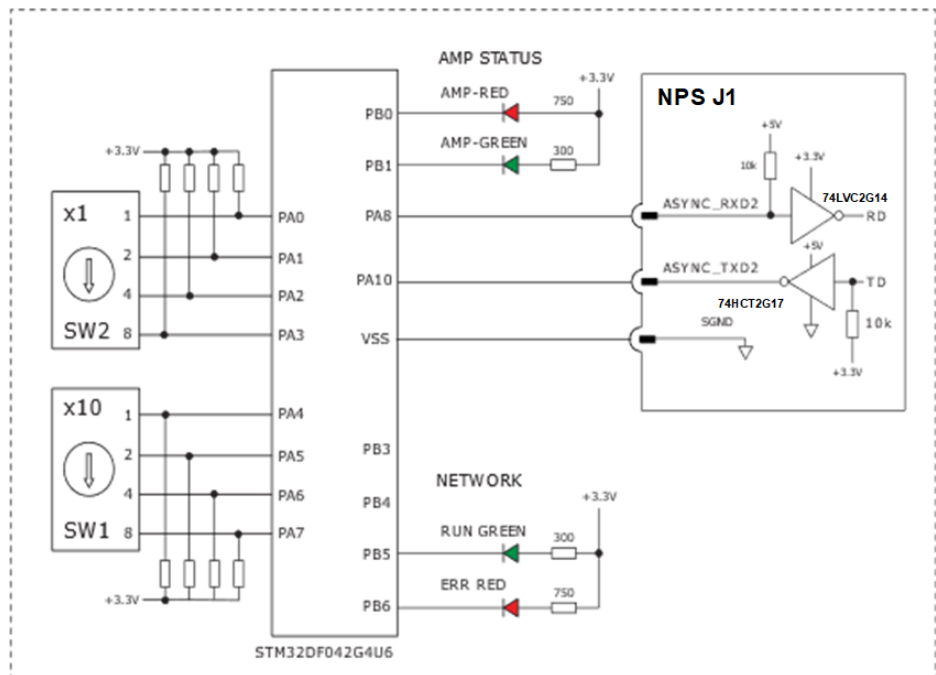 AMP STATUS
+3.3V
AMP-RED
750
PB0
AMP-GREEN
300
PB1
+3.3V
x1
1
PA0
2
PA1
4
PA2
SW2
8
PA3
x10
1
PA4
2
PA5
4
PA6
SW1
8
PA7
+3.3V
PA8
PA10
VSS
PB3
PB4
PB5
PB6
STM32DF042G4U6
NPS J1
+5V
10k
+3.3V
74LVC2G14
ASYNC_RXD2
RD
+5V
ASYNC_TXD2
TD
74HCT2G17
SGND
10k
+3.3V
NETWORK
+3.3V
RUN GREEN
300
ERR RED
750